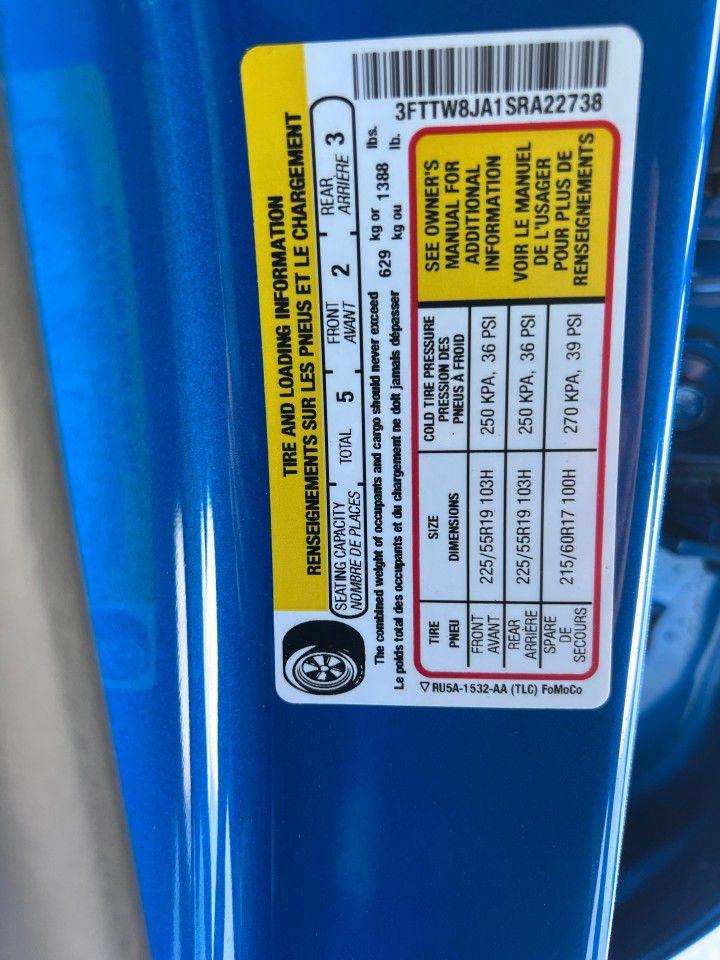 TIRE AND LOADING INFORMATION
RENSEIGNEMENTS SUR LES PNEUS ET LE CHARGEMENT
SEATING CAPACITY
NOMBRE DE PLACES
TOTAL 5
FRONT
AVANT
2
REAR
ARRIÈRE
3
The combined weight of occupants and cargo should never exceed 629 kg or 1388 lbs.
Le poids total des occupants et du chargement ne doit jamais dépasser kg ou lb.
3FTTW8JA1SRA22738
TIRE
PNEU
SIZE
DIMENSIONS
COLD TIRE PRESSURE
PRESSION DES
PNEUS À FROID
FRONT
AVANT
225/55R19 103H
250 KPA, 36 PSI
REAR
ARRIÈRE
225/55R19 103H
250 KPA, 36 PSI
SPARE
DE
SECOURS
215/60R17 100H
270 KPA, 39 PSI
SEE OWNER'S
MANUAL FOR
ADDITIONAL
INFORMATION
VOIR LE MANUEL
DE L'USAGER
POUR PLUS DE
RENSEIGNEMENTS
▽ RU5A-1532-AA (TLC) FoMoCo